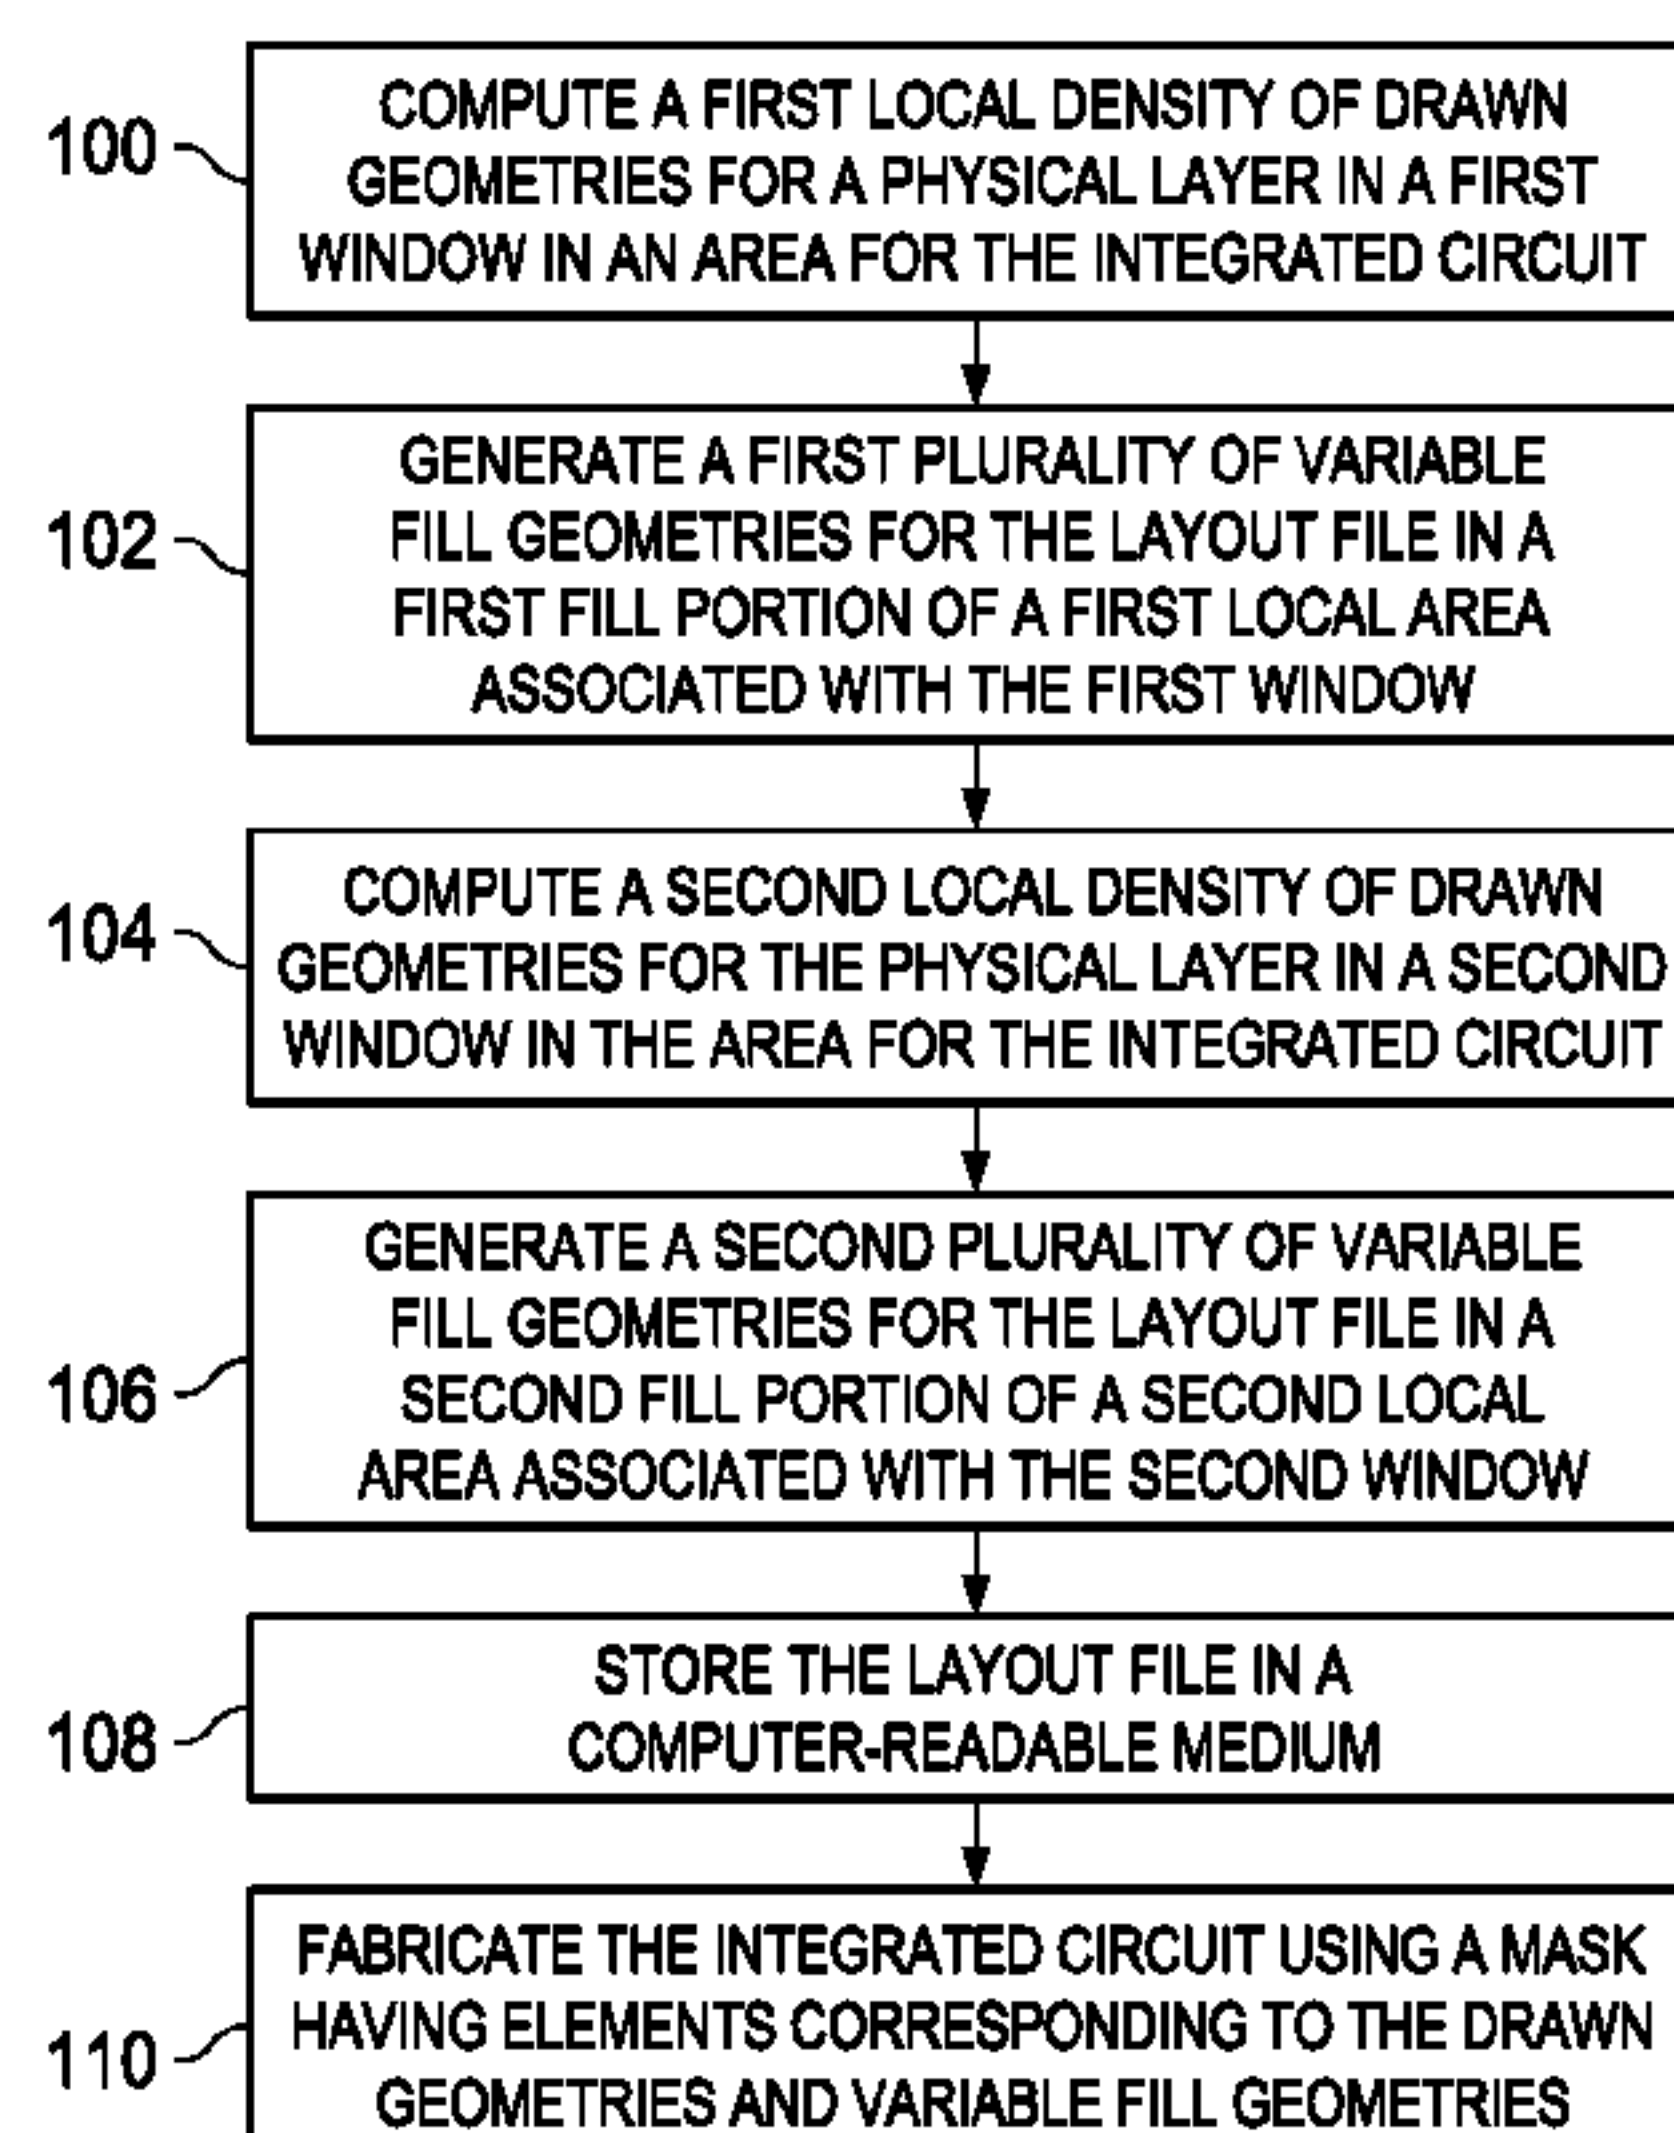 100
COMPUTE A FIRST LOCAL DENSITY OF DRAWN
GEOMETRIES FOR A PHYSICAL LAYER IN A FIRST
WINDOW IN AN AREA FOR THE INTEGRATED CIRCUIT
102
GENERATE A FIRST PLURALITY OF VARIABLE
FILL GEOMETRIES FOR THE LAYOUT FILE IN A
FIRST FILL PORTION OF A FIRST LOCAL AREA
ASSOCIATED WITH THE FIRST WINDOW
104
COMPUTE A SECOND LOCAL DENSITY OF DRAWN
GEOMETRIES FOR THE PHYSICAL LAYER IN A SECOND
WINDOW IN THE AREA FOR THE INTEGRATED CIRCUIT
106
GENERATE A SECOND PLURALITY OF VARIABLE
FILL GEOMETRIES FOR THE LAYOUT FILE IN A
SECOND FILL PORTION OF A SECOND LOCAL
AREA ASSOCIATED WITH THE SECOND WINDOW
108
STORE THE LAYOUT FILE IN A
COMPUTER-READABLE MEDIUM
110
FABRICATE THE INTEGRATED CIRCUIT USING A MASK
HAVING ELEMENTS CORRESPONDING TO THE DRAWN
GEOMETRIES AND VARIABLE FILL GEOMETRIES